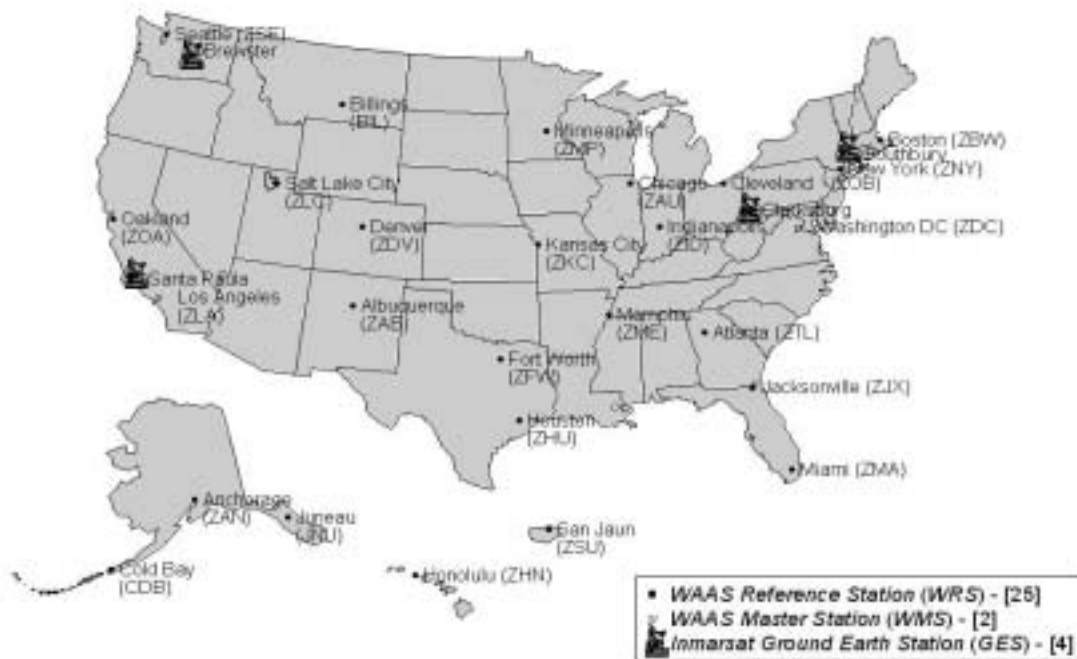 Seattle (ZSE)
Brewster
Billings
(BIL)
Minneapolis
(ZMP)
Boston (ZBW)
Southbury
New York (ZNY)
Salt Lake City
(ZLC)
Chicago
(ZAU)
Cleveland
(ZOB)
Oakland
(ZOA)
Denver
(ZDV)
Kansas City
(ZKC)
Indianapolis
(ZID)
Clarksburg
Washington DC (ZDC)
Santa Paula
Los Angeles
(ZLA)
Albuquerque
(ZAB)
Memphis
(ZME)
Atlanta (ZTL)
Fort Worth
(ZFW)
Jacksonville (ZJX)
Houston
(ZHU)
Miami (ZMA)
Anchorage
(ZAN)
Juneau
(JNU)
San Jaun
(ZSU)
Cold Bay
(CDB)
Honolulu (ZHN)
WAAS Reference Station (WRS) - [25]
WAAS Master Station (WMS) - [2]
Inmarsat Ground Earth Station (GES) - [4]